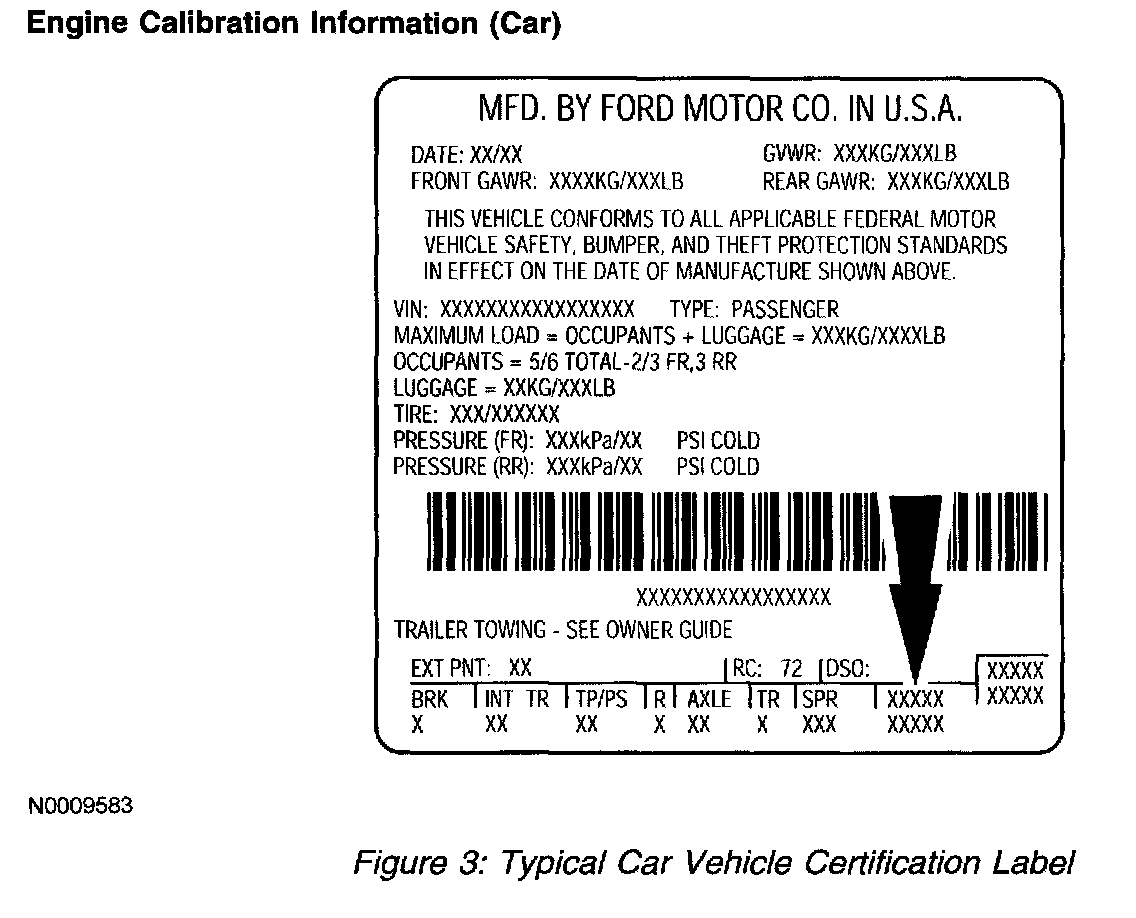 Engine Calibration Information (Car)
MFD. BY FORD MOTOR CO. IN U.S.A.
DATE: XX/XX GVWR: XXXKG/XXXLB
FRONT GAWR: XXXXKG/XXXLB REAR GAWR: XXXKG/XXXLB
THIS VEHICLE CONFORMS TO ALL APPLICABLE FEDERAL MOTOR
VEHICLE SAFETY, BUMPER, AND THEFT PROTECTION STANDARDS
IN EFFECT ON THE DATE OF MANUFACTURE SHOWN ABOVE.
VIN: XXXXXXXXXXXXXXXXX TYPE: PASSENGER
MAXIMUM LOAD = OCCUPANTS + LUGGAGE = XXXKG/XXXXLB
OCCUPANTS = 5/6 TOTAL-2/3 FR,3 RR
LUGGAGE = XXKG/XXXLB
TIRE: XXX/XXXXXX
PRESSURE (FR): XXXkPa/XX PSI COLD
PRESSURE (RR): XXXkPa/XX PSI COLD
XXXXXXXXXXXXXXXXX
TRAILER TOWING - SEE OWNER GUIDE
EXT PNT: XX RC: 72 DSO: XXXXX
BRK INT TR TP/PS R AXLE TR SPR XXXXX XXXXX
X XX XX X XX X XXX XXXXX
N0009583
Figure 3: Typical Car Vehicle Certification Label